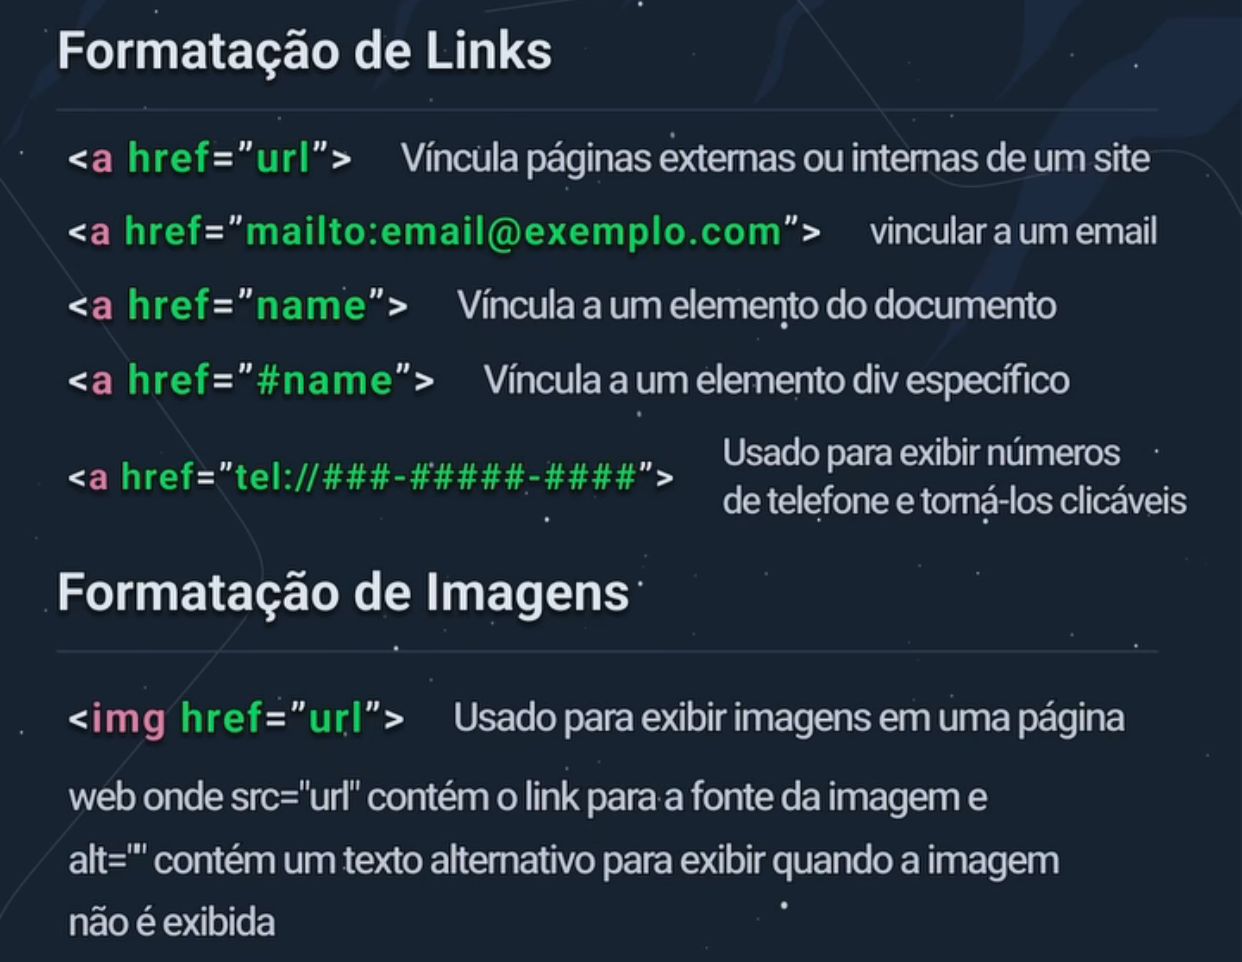 Formatação de Links
<a href=”url”> Víncula páginas externas ou internas de um site
<a href=”mailto:email@exemplo.com”> vincular a um email
<a href=”name”> Víncula a um elemento do documento
<a href=”#name”> Víncula a um elemento div específico
<a href=”tel://###-#####-####”> Usado para exibir números
de telefone e torná-los clicáveis
Formatação de Imagens
<img href=”url”> Usado para exibir imagens em uma página
web onde src="url" contém o link para a fonte da imagem e
alt="" contém um texto alternativo para exibir quando a imagem
não é exibida